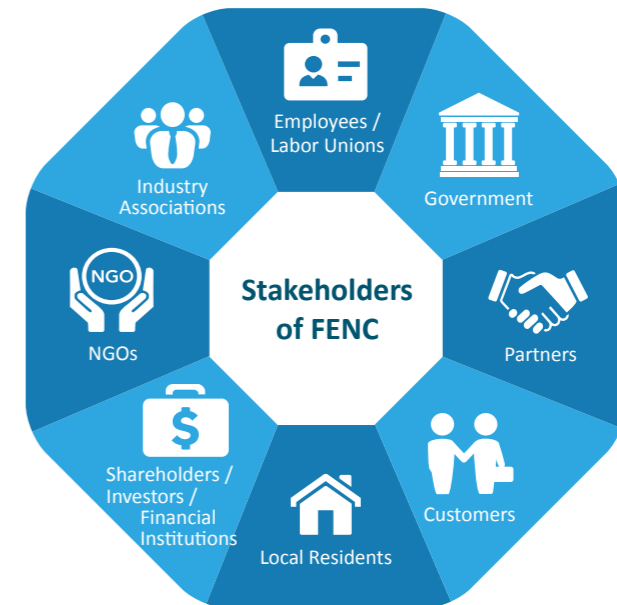 Employees /
Labor Unions
Government
Partners
Customers
Local Residents
Shareholders /
Investors /
Financial
Institutions
NGO
NGOs
Industry
Associations
Stakeholders
of FENC